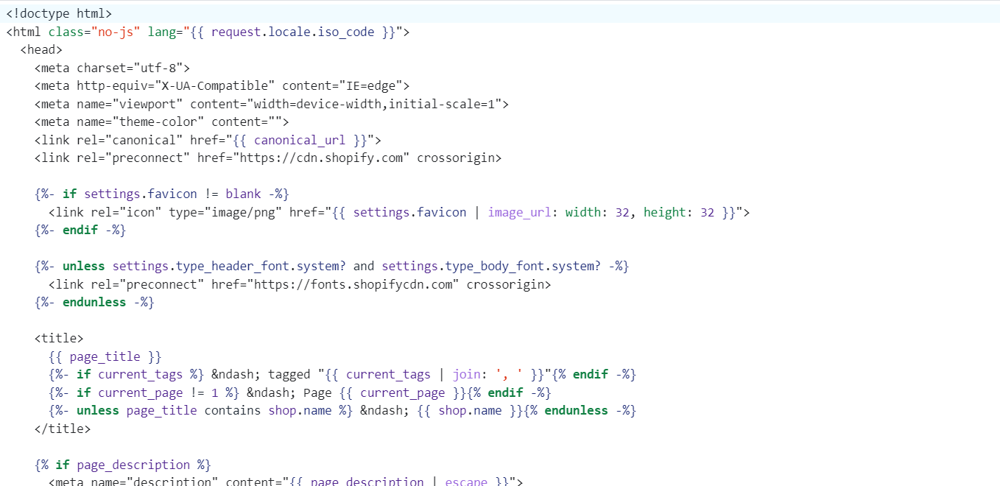 <!doctype html>
<html class="no-js" lang="{{ request.locale.iso_code }}">
<head>
<meta charset="utf-8">
<meta http-equiv="X-UA-Compatible" content="IE=edge">
<meta name="viewport" content="width=device-width,initial-scale=1">
<meta name="theme-color" content="">
<link rel="canonical" href="{{ canonical_url }}">
<link rel="preconnect" href="https://cdn.shopify.com" crossorigin>
{%- if settings.favicon != blank -%}
<link rel="icon" type="image/png" href="{{ settings.favicon | image_url: width: 32, height: 32 }}">
{%- endif -%}
{%- unless settings.type_header_font.system? and settings.type_body_font.system? -%}
<link rel="preconnect" href="https://fonts.shopifycdn.com" crossorigin>
{%- endunless -%}
<title>
{{ page_title }}
{%- if current_tags %} &ndash; tagged "{{ current_tags | join: ', ' }}"{% endif -%}
{%- if current_page != 1 %} &ndash; Page {{ current_page }}{% endif -%}
{%- unless page_title contains shop.name %} &ndash; {{ shop.name }}{% endunless -%}
</title>
{% if page_description %}
<meta name="description" content="{{ page_description | escape }}">